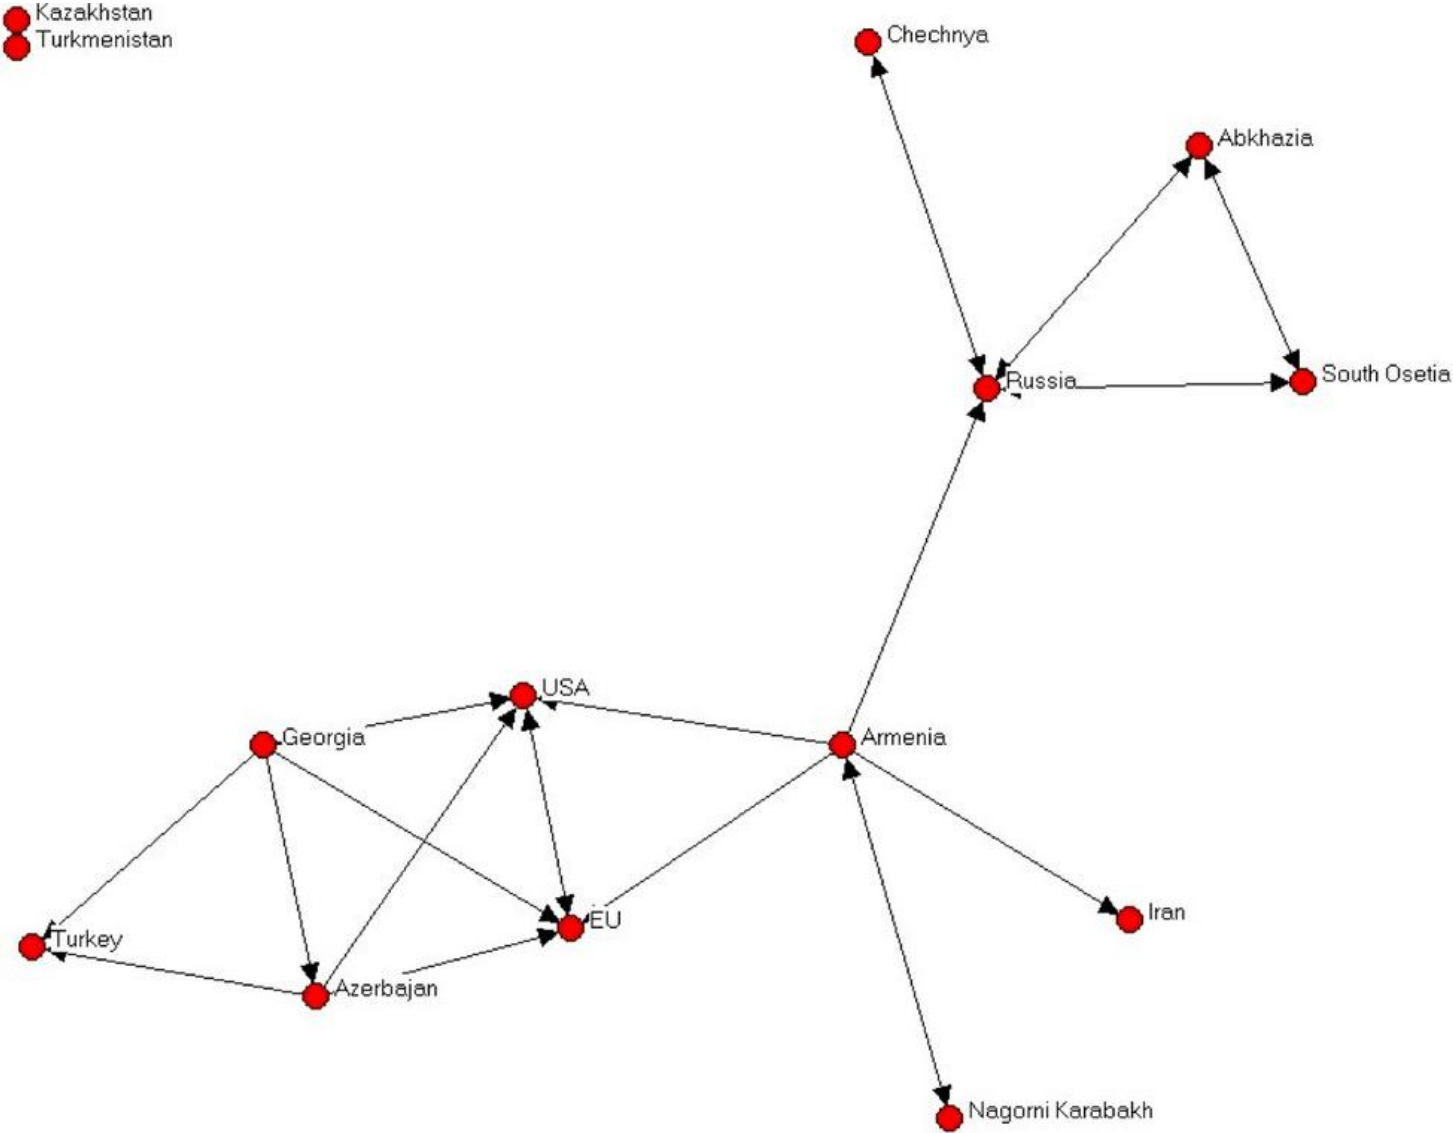 Kazakhstan
Turkmenistan
Chechnya
Abkhazia
Russia
South Osetia
USA
Georgia
Armenia
Iran
EU
Turkey
Azerbajan
Nagorni Karabakh